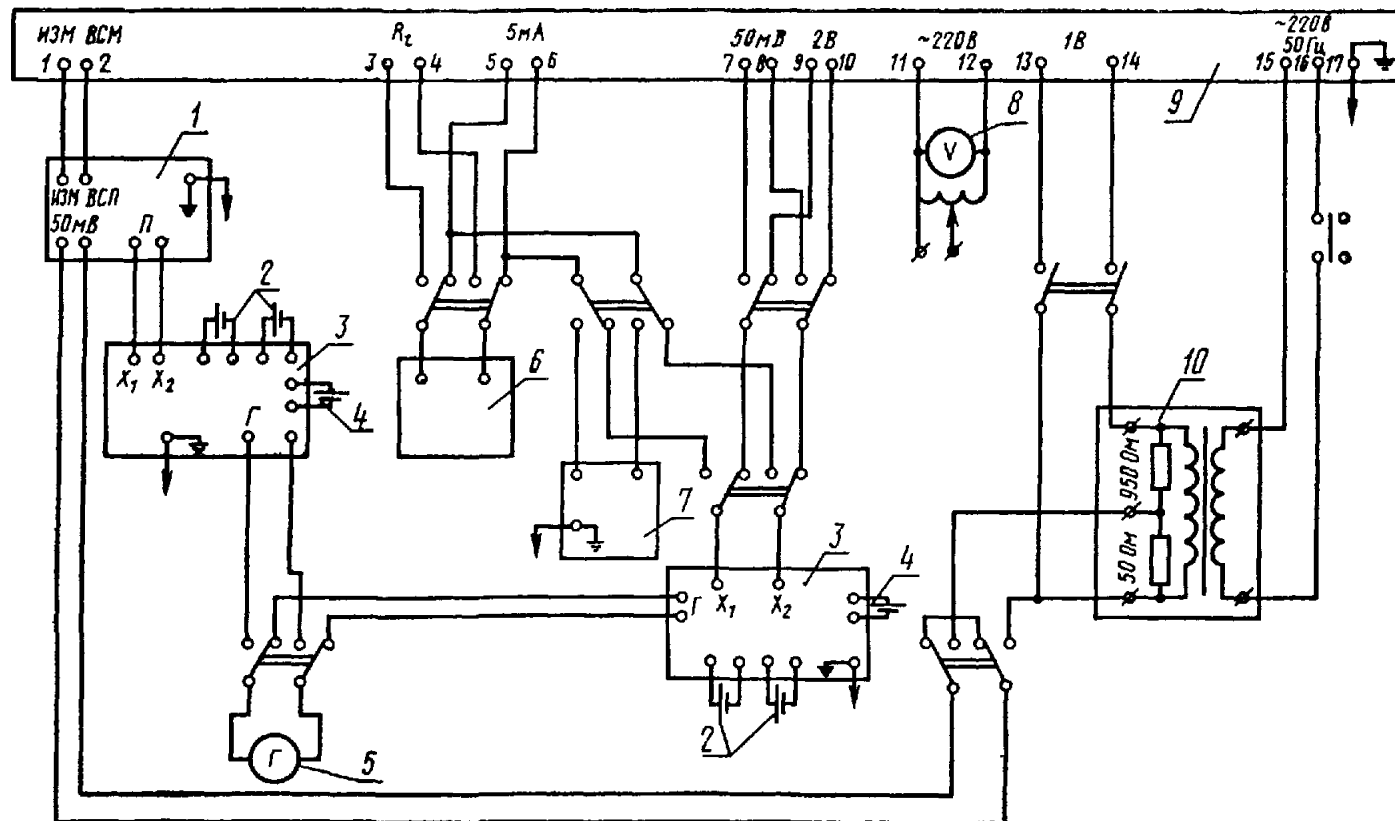 ИЗМ ВСМ
1 2
R_t
3 4
5мА
5 6
50мВ 2В
7 8 9 10
~220В
11 12
1В
13 14
9
~220В
50Гц
15 16 17
1
ИЗМ ВСП
50мВ П
2
3
X₁ X₂
4
Г
5
Г
6
7
8
V
3
4
Г X₁ X₂
2
10
950 Ом
50 Ом